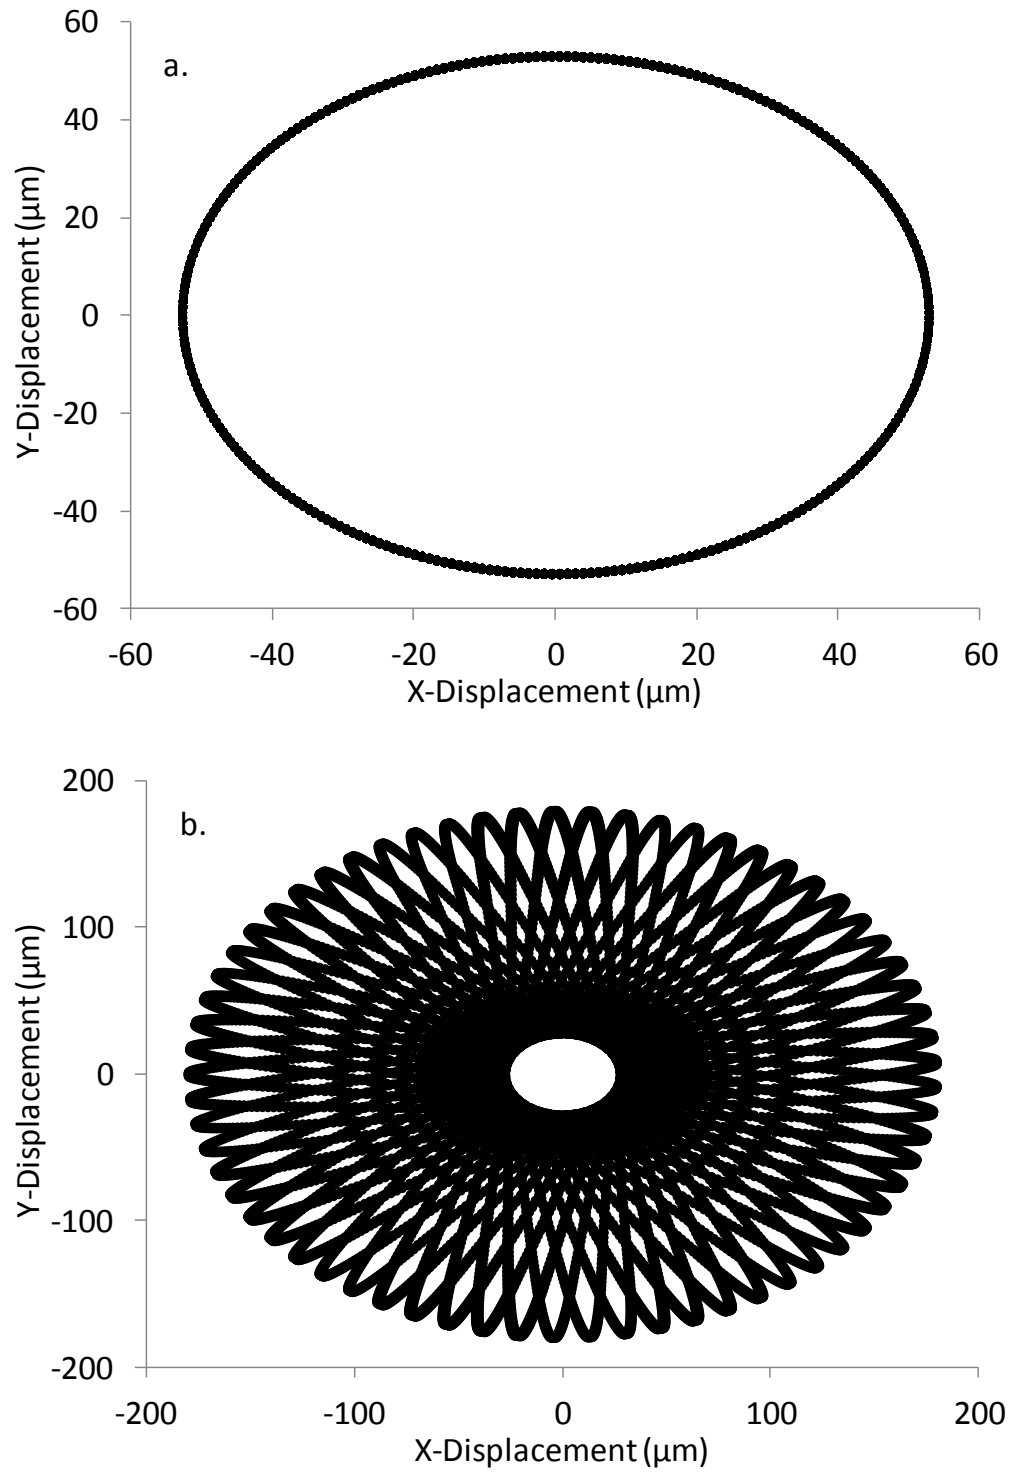 a.
60
40
20
0
-20
-40
-60
Y-Displacement (µm)
-60 -40 -20 0 20 40 60
X-Displacement (µm)
b.
200
100
0
-100
-200
Y-Displacement (µm)
-200 -100 0 100 200
X-Displacement (µm)